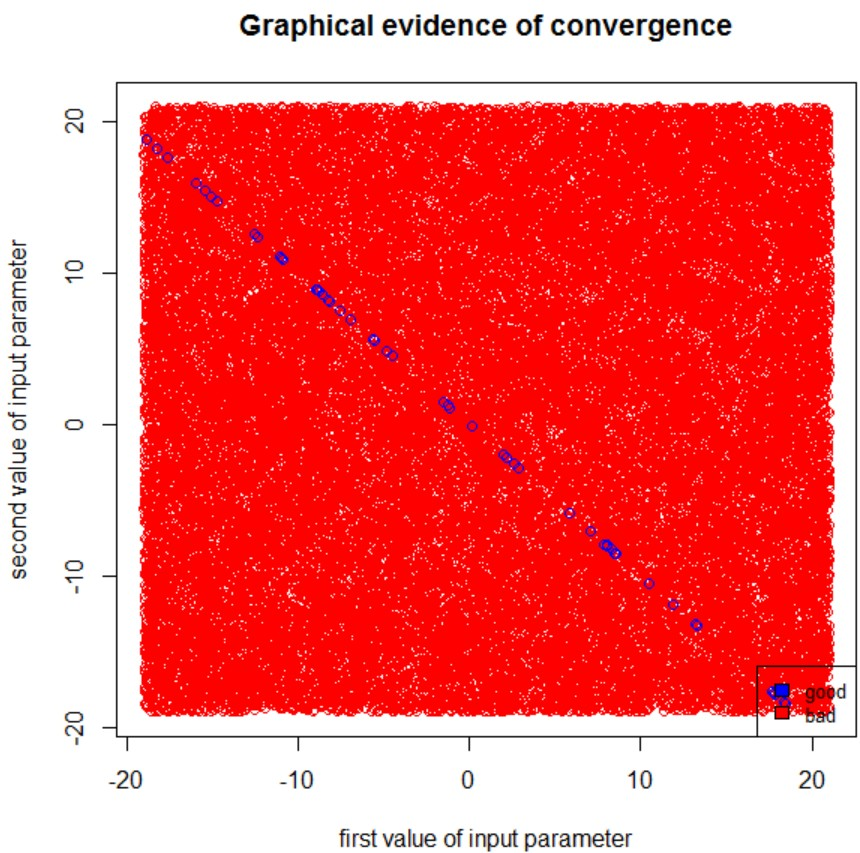 Graphical evidence of convergence
second value of input parameter
20
10
0
-10
-20
good
bad
-20
-10
0
10
20
first value of input parameter